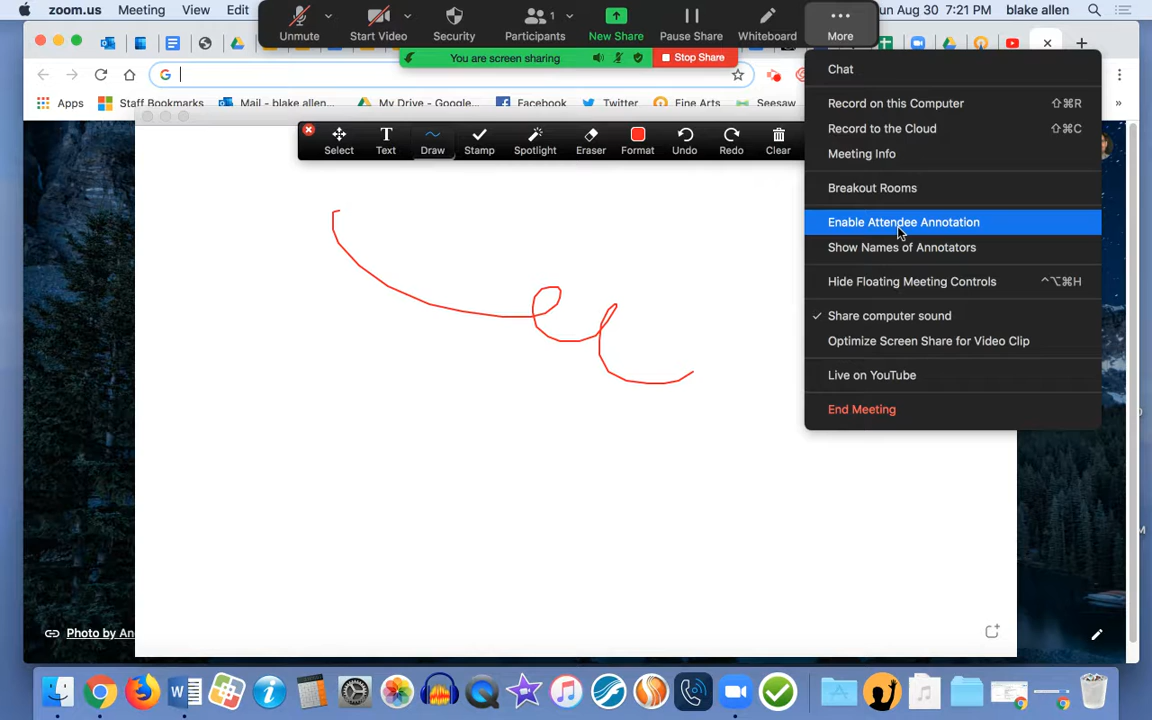 zoom.us Meeting View Edit
un Aug 30 7:21 PM blake allen
Unmute Start Video Security Participants 1 New Share Pause Share Whiteboard More
You are screen sharing Stop Share
Apps Staff Bookmarks Mail - blake allen... My Drive - Google... Facebook Twitter Fine Arts Seesaw »
Select Text Draw Stamp Spotlight Eraser Format Undo Redo Clear
Chat
Record on this Computer ⇧⌘R
Record to the Cloud ⇧⌘C
Meeting Info
Breakout Rooms
Enable Attendee Annotation
Show Names of Annotators
Hide Floating Meeting Controls ^⌥⌘H
✓ Share computer sound
Optimize Screen Share for Video Clip
Live on YouTube
End Meeting
Photo by An